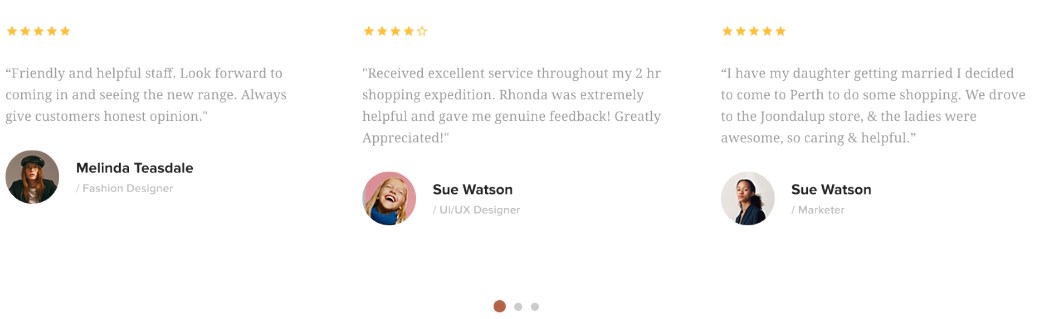 “Friendly and helpful staff. Look forward to
coming in and seeing the new range. Always
give customers honest opinion."
Melinda Teasdale
/ Fashion Designer
"Received excellent service throughout my 2 hr
shopping expedition. Rhonda was extremely
helpful and gave me genuine feedback! Greatly
Appreciated!"
Sue Watson
/ UI/UX Designer
“I have my daughter getting married I decided
to come to Perth to do some shopping. We drove
to the Joondalup store, & the ladies were
awesome, so caring & helpful.”
Sue Watson
/ Marketer